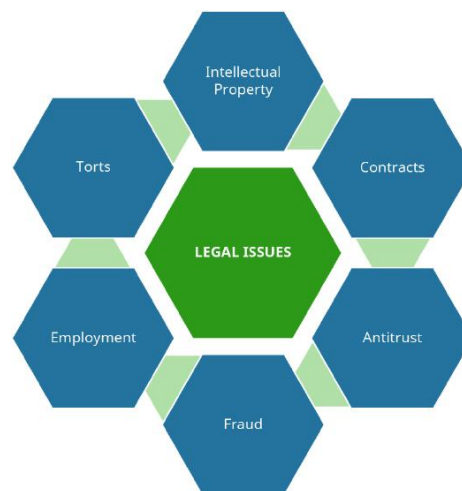 Intellectual
Property
Torts
Contracts
LEGAL ISSUES
Employment
Antitrust
Fraud